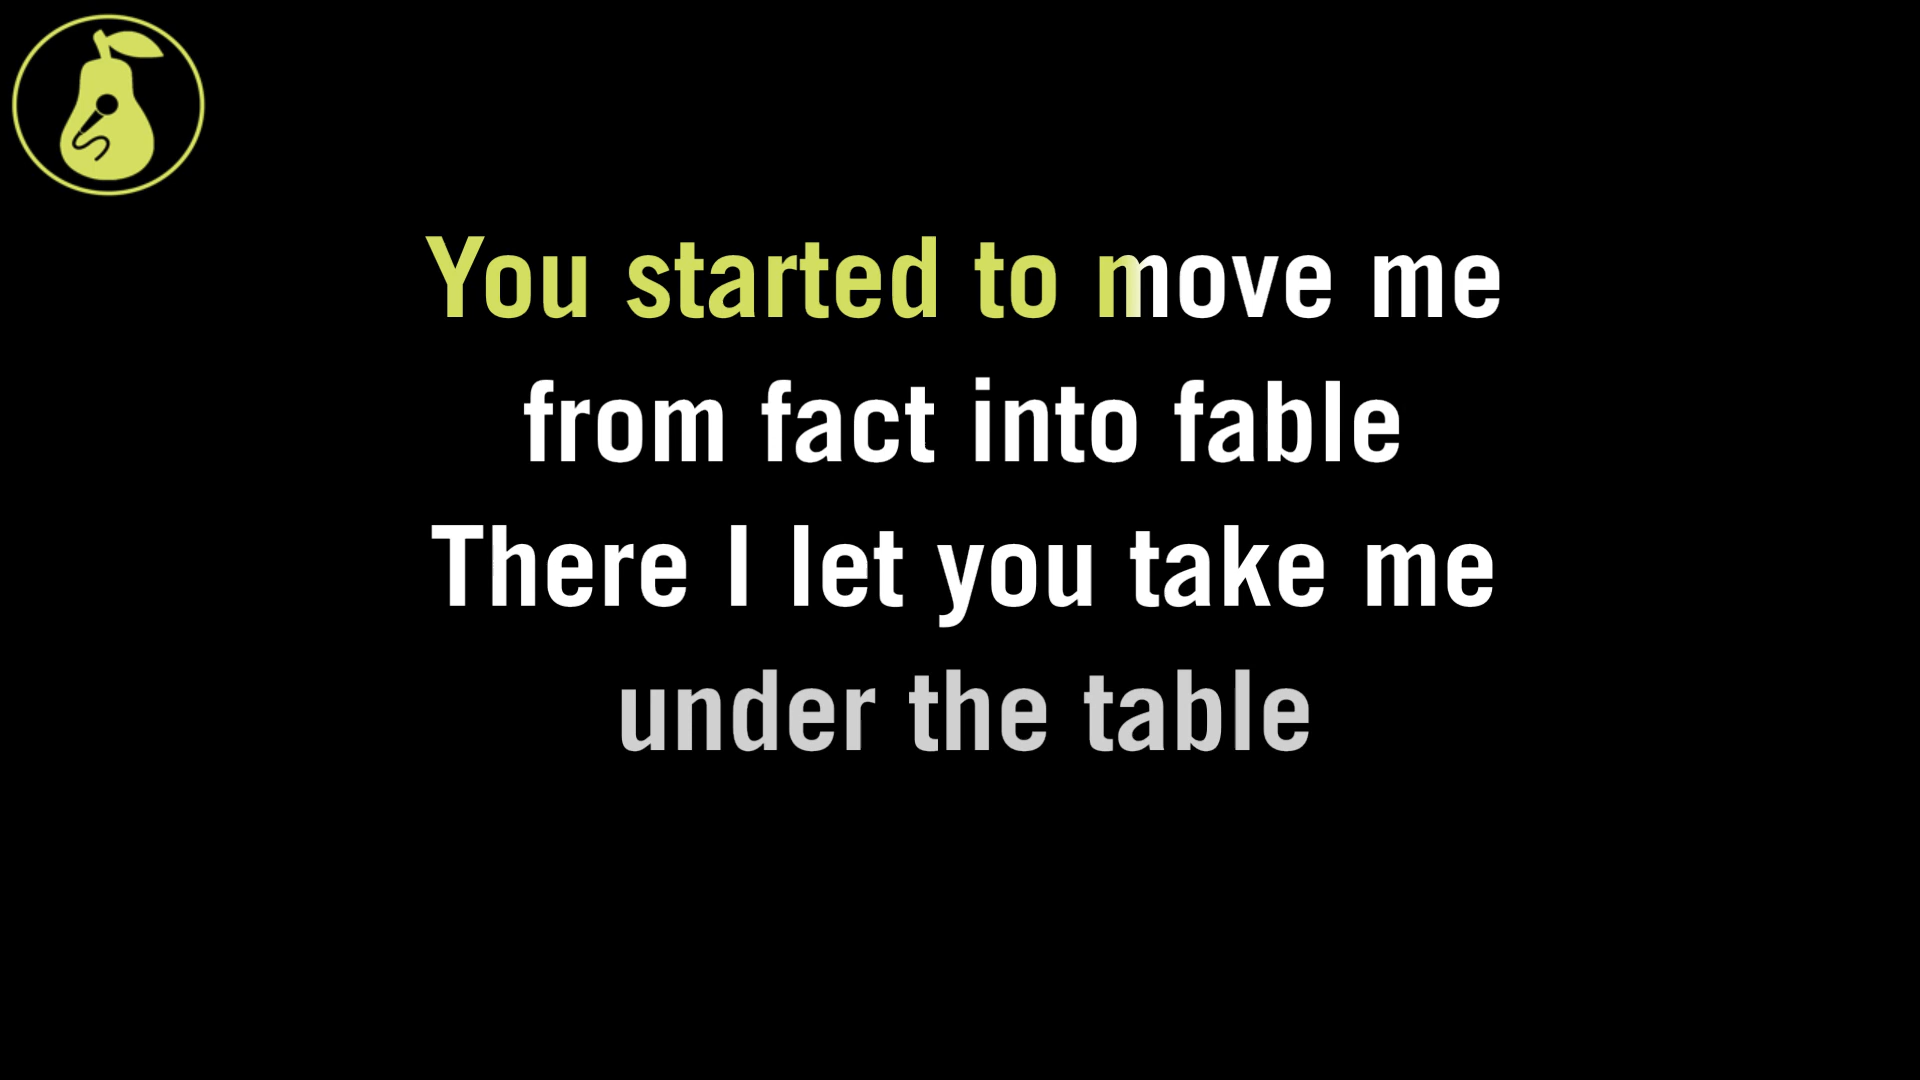 You started to move me
from fact into fable
There I let you take me
under the table